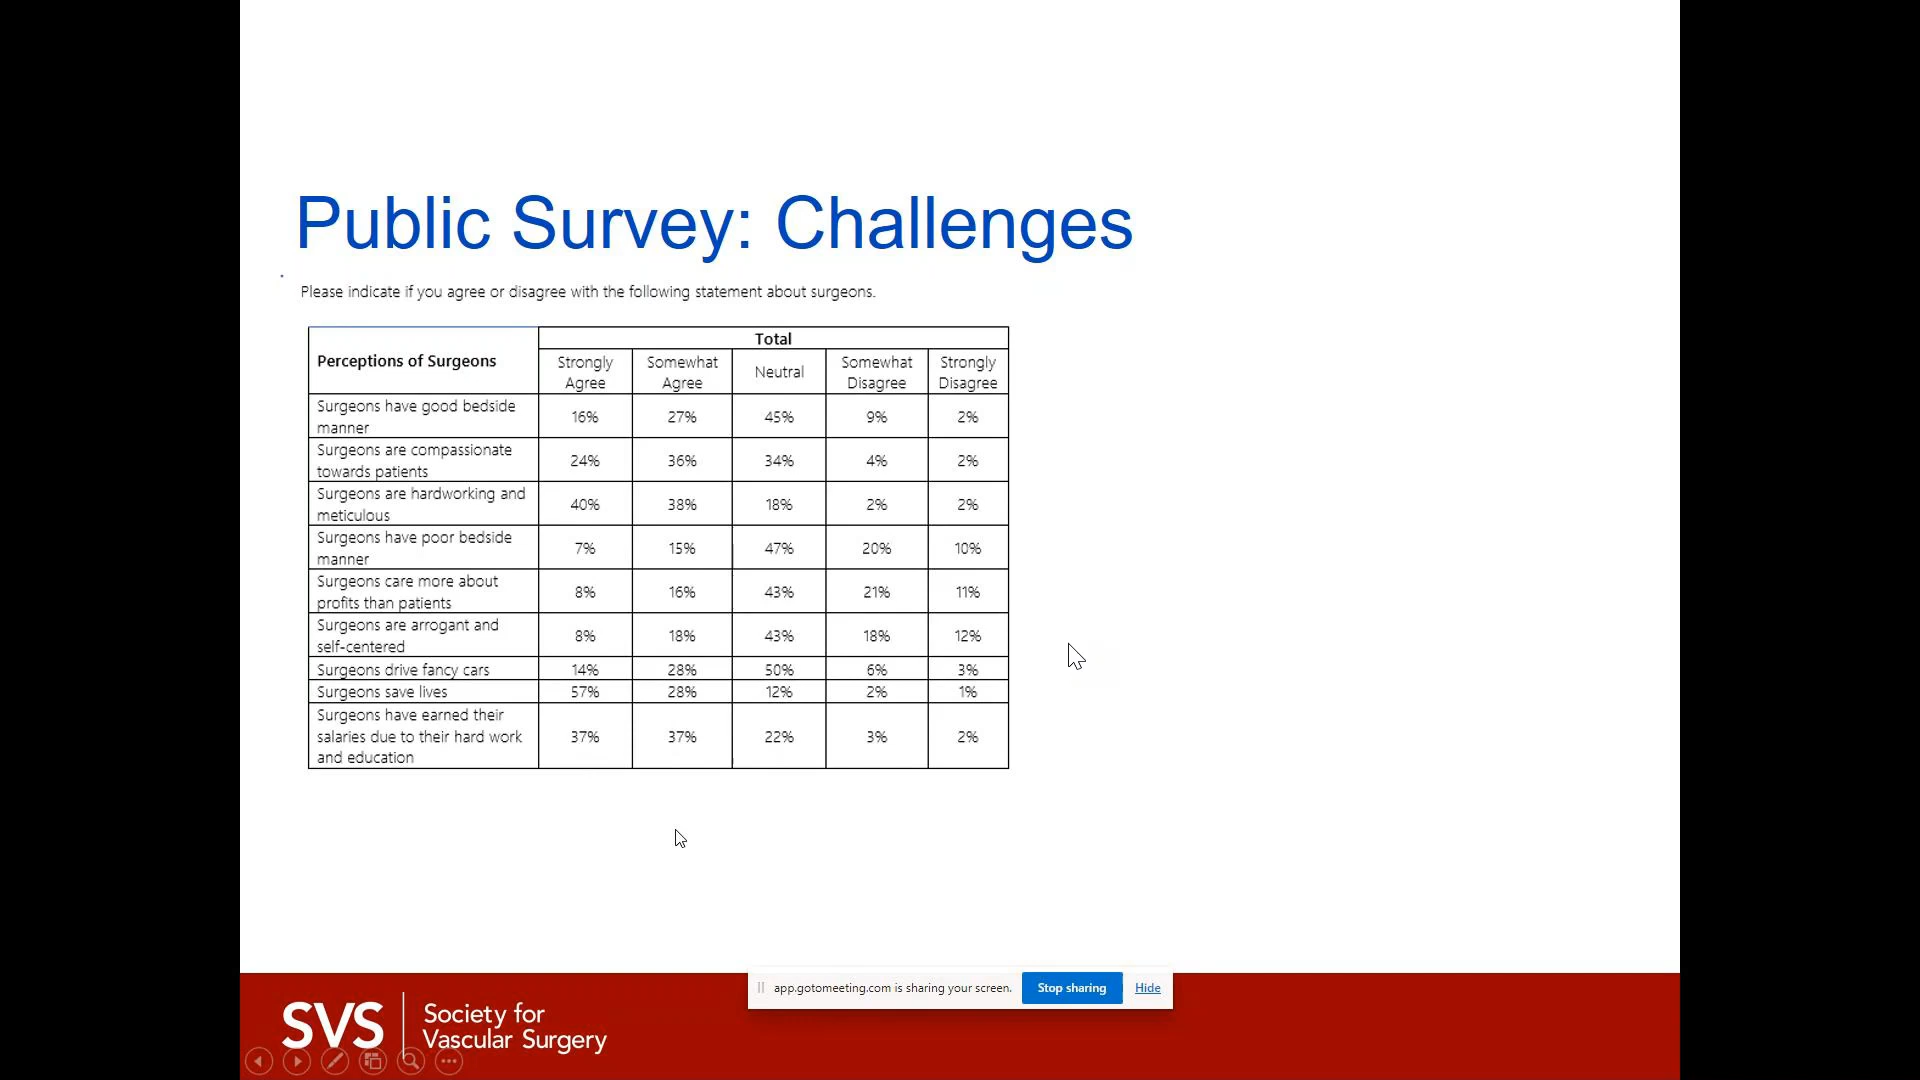 Public Survey: Challenges
Please indicate if you agree or disagree with the following statement about surgeons.
Perceptions of Surgeons
Total
Strongly Agree
Somewhat Agree
Neutral
Somewhat Disagree
Strongly Disagree
Surgeons have good bedside
manner
16% 27% 45% 9% 2%
Surgeons are compassionate
towards patients
24% 36% 34% 4% 2%
Surgeons are hardworking and
meticulous
40% 38% 18% 2% 2%
Surgeons have poor bedside
manner
7% 15% 47% 20% 10%
Surgeons care more about
profits than patients
8% 16% 43% 21% 11%
Surgeons are arrogant and
self-centered
8% 18% 43% 18% 12%
Surgeons drive fancy cars 14% 28% 50% 6% 3%
Surgeons save lives 57% 28% 12% 2% 1%
Surgeons have earned their
salaries due to their hard work
and education
37% 37% 22% 3% 2%
app.gotomeeting.com is sharing your screen. Stop sharing Hide
SVS
Society for
Vascular Surgery